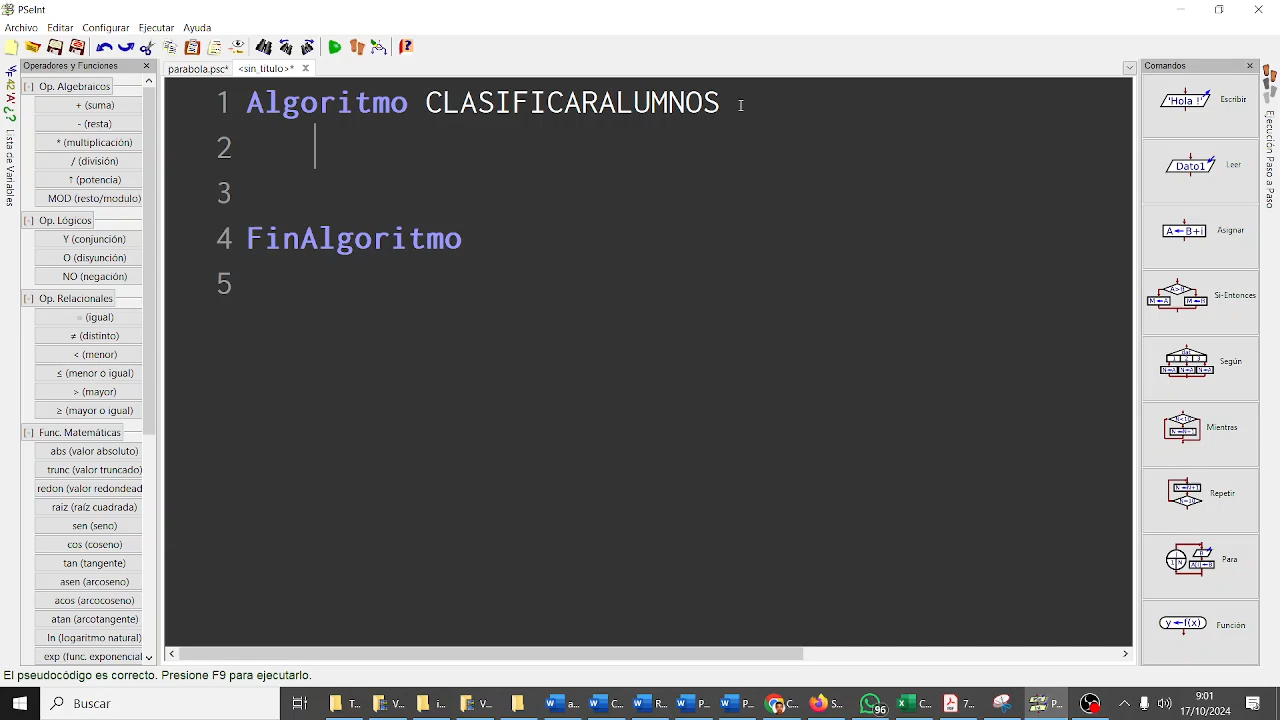 PSeInt
Archivo Editar Configurar Ejecutar Ayuda
Operadores y Funciones
parabola.psc* <sin_titulo>*
Comandos
Lista de Variables
Op. Algebraicos
+ (suma)
- (resta)
* (multiplicación)
/ (división)
↑ (potencia)
MOD (resto/modulo)
Op. Lógicos
Y (conjunción)
O (disyunción)
NO (negación)
Op. Relacionales
= (igual)
≠ (distinto)
< (menor)
≤ (menor o igual)
> (mayor)
≥ (mayor o igual)
Func. Matemáticas
abs (valor absoluto)
trunc (valor truncado)
redon (valor redondead
raiz (raíz cuadrada)
sen (seno)
cos (coseno)
tan (tangente)
asen (arcoseno)
acos (arcocoseno)
atan (arcotangente)
ln (logaritmo natural)
exp (func. exponencial
1 Algoritmo CLASIFICARALUMNOS
2
3
4 FinAlgoritmo
5
'Hola !' Escribir
Dato1 Leer
A←B+i Asignar
Si-Entonces
Según
Mientras
Repetir
Para
y←f(x) Función
Ejecución Paso a Paso
El pseudocódigo es correcto. Presione F9 para ejecutarlo.
Buscar
T... V... i... V... B... C... R... P... P... C... S... 96 C... 7... P...
9:01
17/10/2024